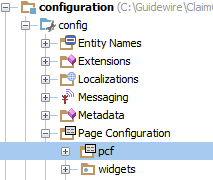 configuration (C:\Guidewire\Claim
config
Entity Names
Extensions
Localizations
Messaging
Metadata
Page Configuration
pcf
widgets